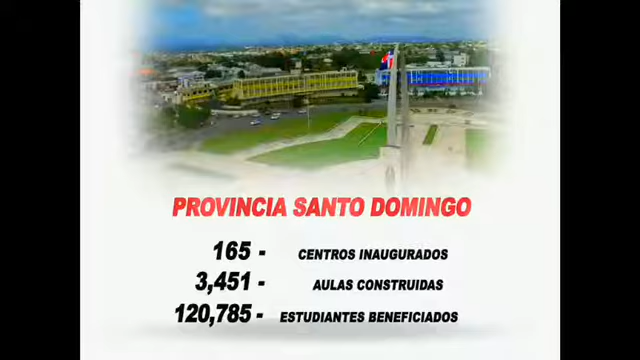 PROVINCIA SANTO DOMINGO
165 - CENTROS INAUGURADOS
3,451 - AULAS CONSTRUIDAS
120,785 - ESTUDIANTES BENEFICIADOS